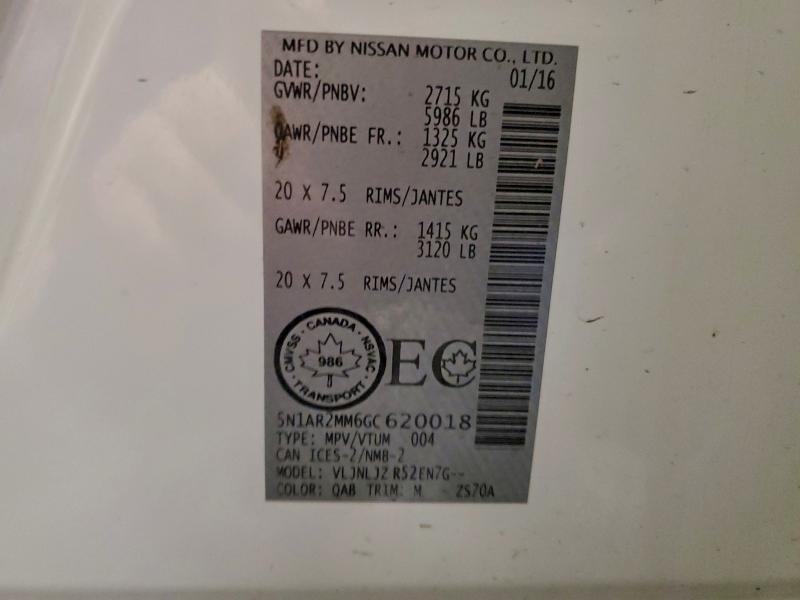 MFD BY NISSAN MOTOR CO., LTD.
DATE: 01/16
GVWR/PNBV: 2715 KG
5986 LB
GAWR/PNBE FR.: 1325 KG
2921 LB
20 X 7.5 RIMS/JANTES
GAWR/PNBE RR.: 1415 KG
3120 LB
20 X 7.5 RIMS/JANTES
CANADA · NSVAC · TRANSPORT · CMVSS
986
EC
5N1AR2MM6GC620018
TYPE: MPV/VTUM 004
CAN ICES-2/NMB-2
MODEL: VLJNLJZ R52EN7G--
COLOR: QAB TRIM: M - ZS70A